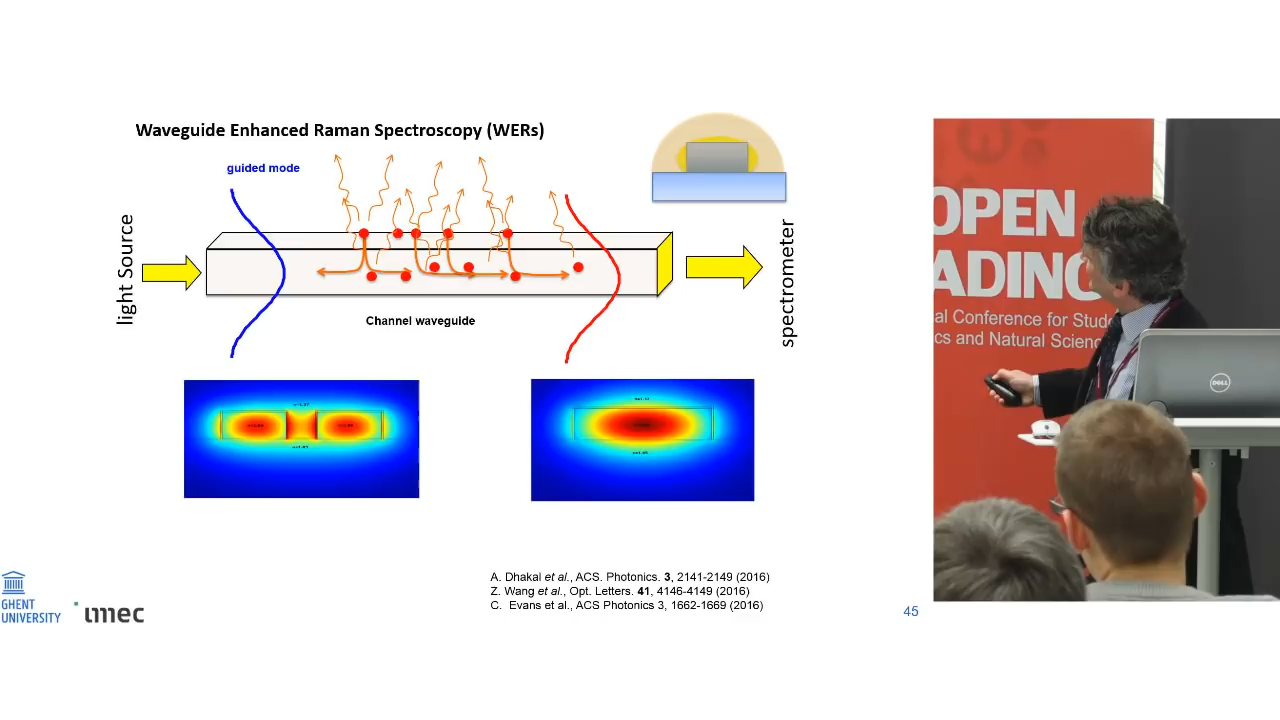 Waveguide Enhanced Raman Spectroscopy (WERs)
guided mode
light Source
spectrometer
Channel waveguide
A. Dhakal et al., ACS. Photonics. 3, 2141-2149 (2016)
Z. Wang et al., Opt. Letters. 41, 4146-4149 (2016)
C. Evans et al., ACS Photonics 3, 1662-1669 (2016)
GHENT
UNIVERSITY
imec
45
OPEN
ADING
al Conference for Stude
cs and Natural Scienc
DELL